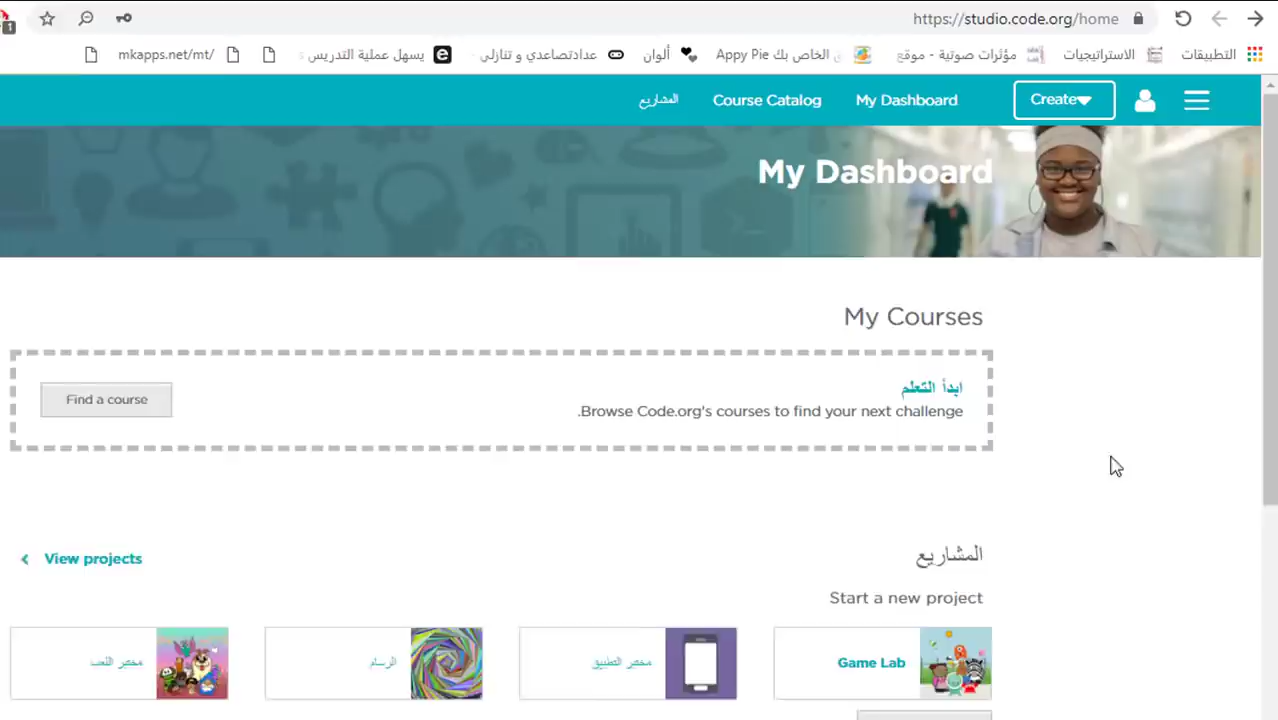 https://studio.code.org/home
1
التطبيقات
الاستراتيجيات
مؤثرات صوتية - موقع
الخاص بك Appy Pie
ألوان
عدادتصاعدي و تنازلي
يسهل عملية التدريس
mkapps.net/mt/
Create
My Dashboard
Course Catalog
المشاريع
My Dashboard
My Courses
ابدأ التعلم
Browse Code.org's courses to find your next challenge.
Find a course
المشاريع
View projects
Start a new project
Game Lab
مختبر التطبيق
الرسام
مختبر اللعب